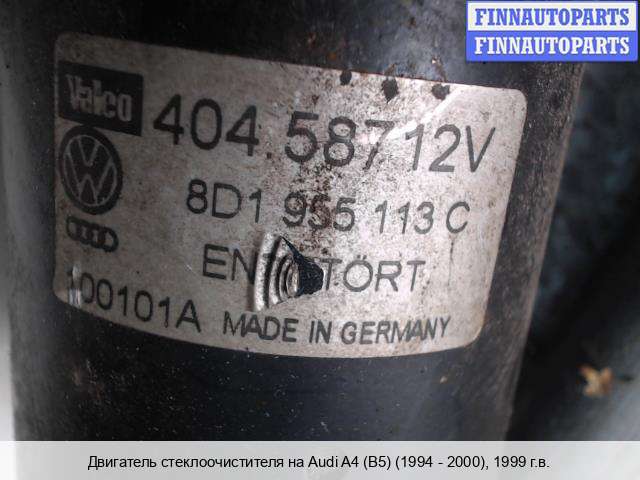 FINNAUTOPARTS
FINNAUTOPARTS
Valeo
404.587 12V
8D1 955 113 C
100101A MADE IN GERMANY
Двигатель стеклоочистителя на Audi A4 (B5) (1994 - 2000), 1999 г.в.